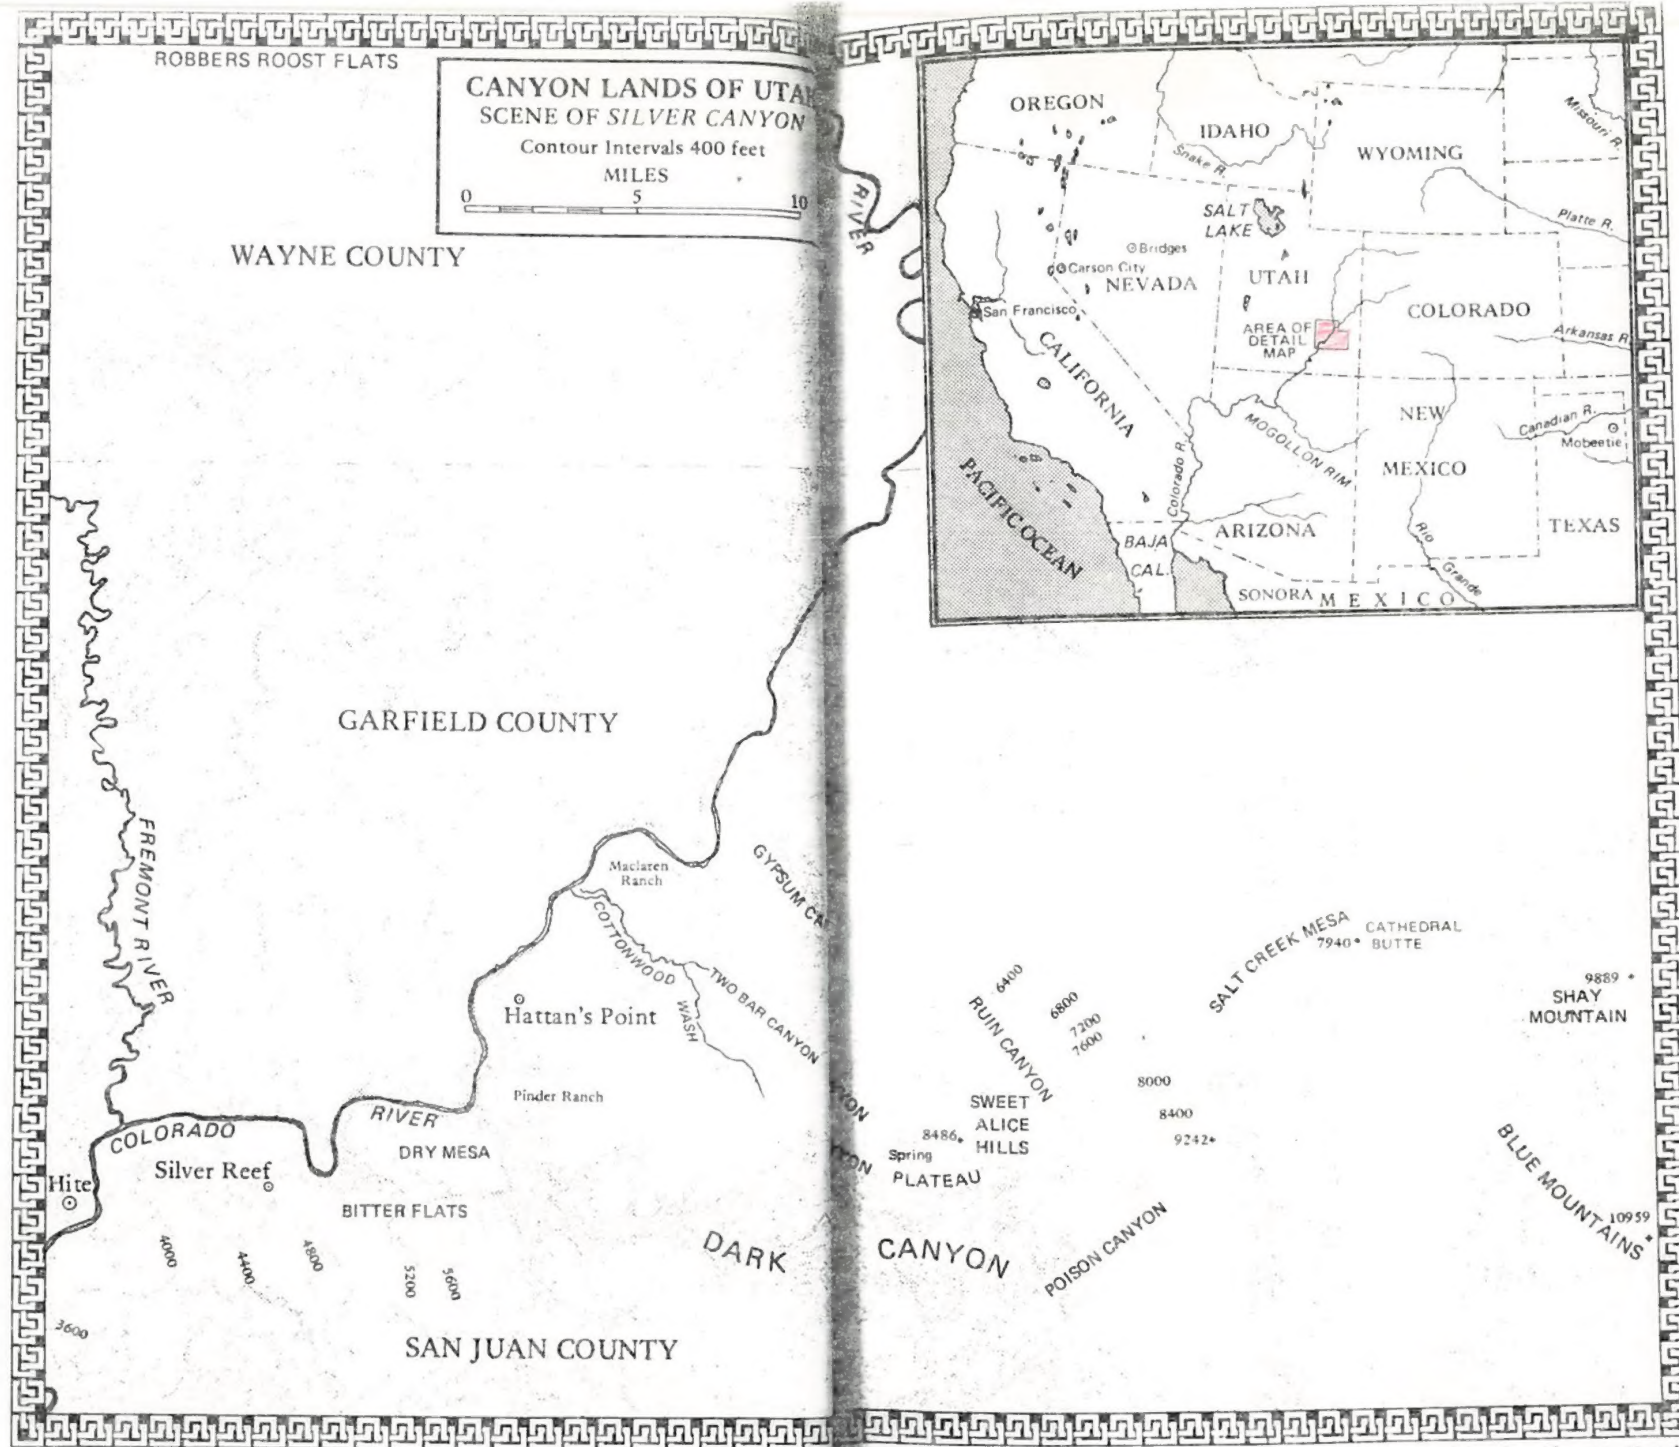 ROBBERS ROOST FLATS
CANYON LANDS OF UTAH
SCENE OF SILVER CANYON
Contour Intervals 400 feet
MILES
0 5 10
WAYNE COUNTY
RIVER
GARFIELD COUNTY
FREMONT RIVER
Maclaren
Ranch
GYPSUM CA
COTTONWOOD
WASH
TWO BAR CANYON
Hattan's Point
Pinder Ranch
COLORADO
RIVER
DRY MESA
Silver Reef
Hite
BITTER FLATS
4000
4400
4800
5200
5600
3600
DARK
SAN JUAN COUNTY
OREGON
IDAHO
Snake R.
WYOMING
Missouri R.
Platte R.
SALT
LAKE
Bridges
Carson City
NEVADA
UTAH
San Francisco
CALIFORNIA
AREA OF
DETAIL
MAP
COLORADO
Arkansas R.
NEW
MEXICO
Canadian R.
Mobeetie
MOGOLLON RIM
Colorado R.
PACIFIC OCEAN
ARIZONA
BAJA
CAL.
SONORA
MEXICO
Rio Grande
TEXAS
SALT CREEK MESA
7940
CATHEDRAL
BUTTE
9889
SHAY
MOUNTAIN
6400
6800
7200
7600
RUIN CANYON
8000
8400
9242
YON
YON
SWEET
ALICE
HILLS
8486
Spring
PLATEAU
CANYON
POISON CANYON
BLUE MOUNTAINS
10959